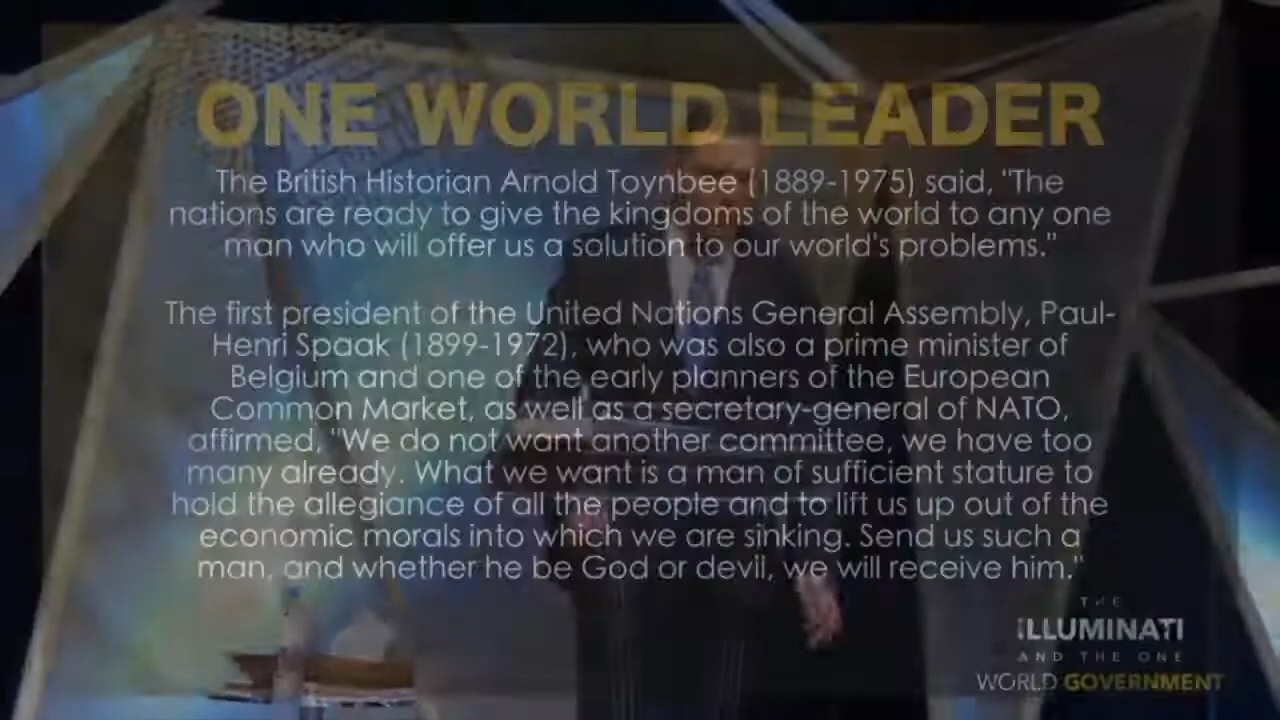 ONE WORLD LEADER
The British Historian Arnold Toynbee (1889-1975) said, "The
nations are ready to give the kingdoms of the world to any one
man who will offer us a solution to our world's problems."
The first president of the United Nations General Assembly, Paul-
Henri Spaak (1899-1972), who was also a prime minister of
Belgium and one of the early planners of the European
Common Market, as well as a secretary-general of NATO,
affirmed, "We do not want another committee, we have too
many already. What we want is a man of sufficient stature to
hold the allegiance of all the people and to lift us up out of the
economic morals into which we are sinking. Send us such a
man, and whether he be God or devil, we will receive him."
THE
ILLUMINATI
AND THE ONE
WORLD GOVERNMENT